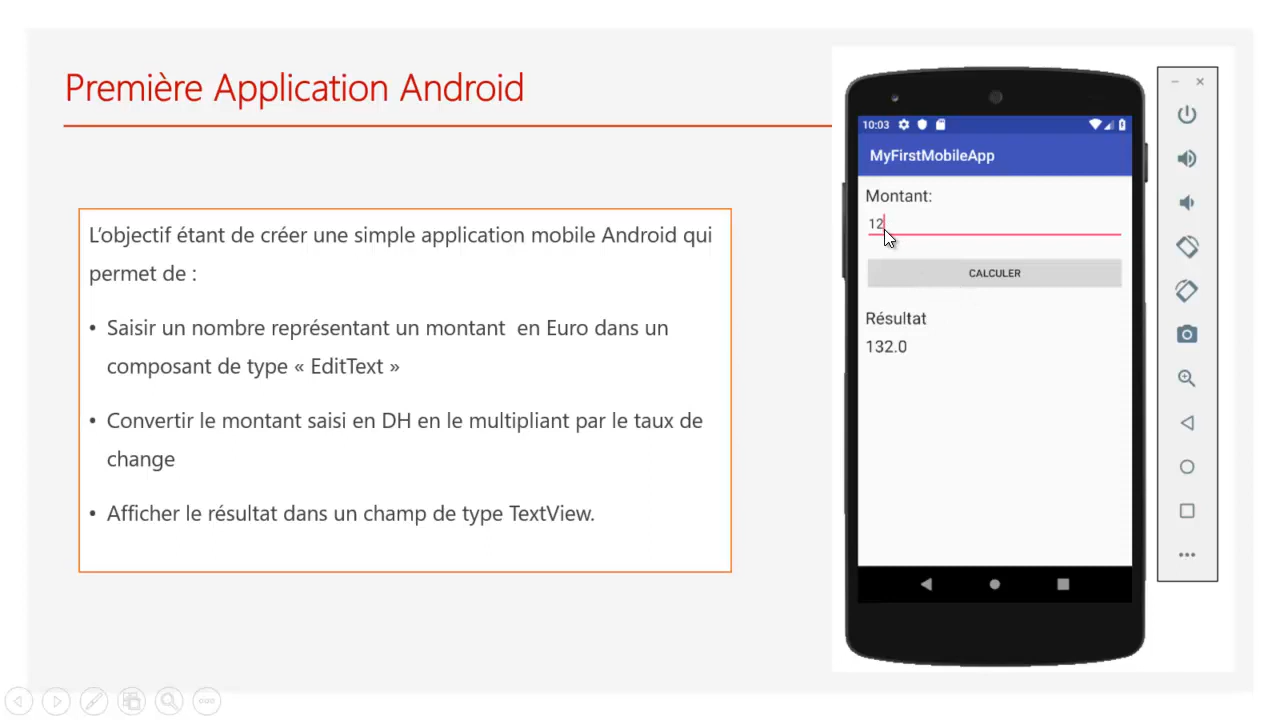 Première Application Android
L’objectif étant de créer une simple application mobile Android qui
permet de :
• Saisir un nombre représentant un montant  en Euro dans un
composant de type « EditText »
• Convertir le montant saisi en DH en le multipliant par le taux de
change
• Afficher le résultat dans un champ de type TextView.
10:03
MyFirstMobileApp
Montant:
12
CALCULER
Résultat
132.0